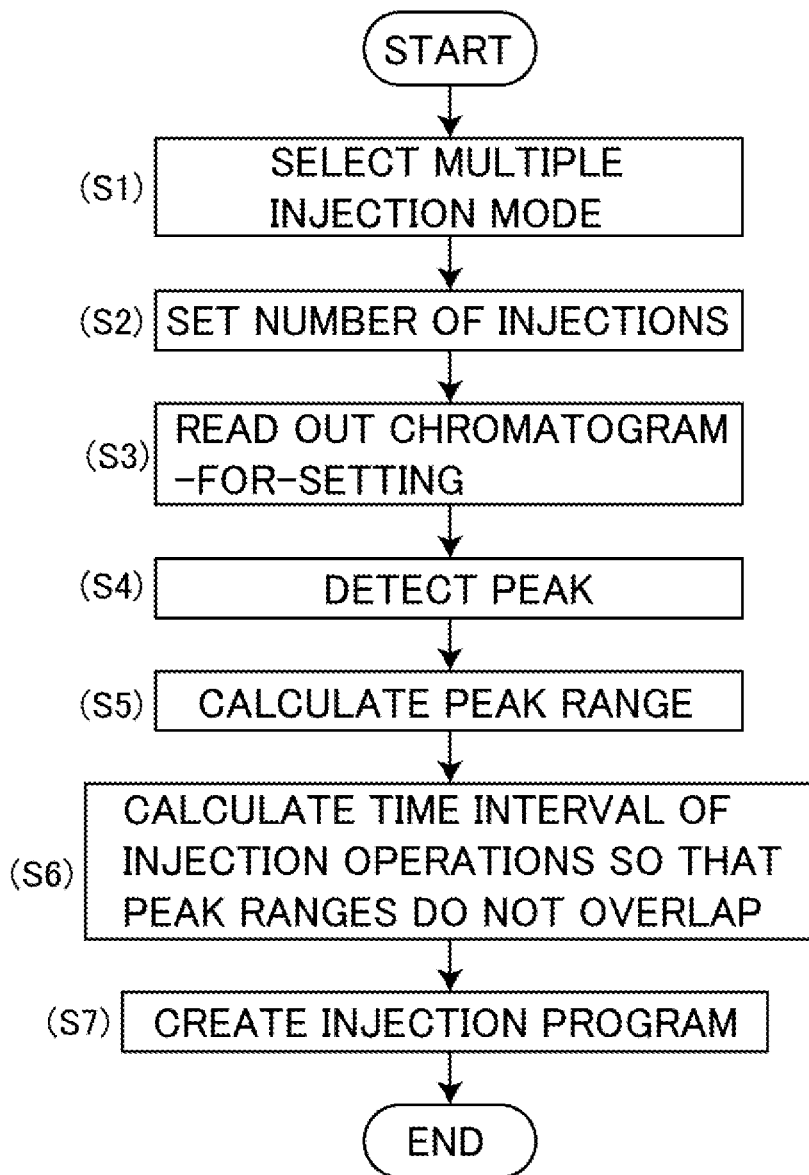 START
(S1)
SELECT MULTIPLE
INJECTION MODE
(S2)
SET NUMBER OF INJECTIONS
(S3)
READ OUT CHROMATOGRAM
-FOR-SETTING
(S4)
DETECT PEAK
(S5)
CALCULATE PEAK RANGE
(S6)
CALCULATE TIME INTERVAL OF
INJECTION OPERATIONS SO THAT
PEAK RANGES DO NOT OVERLAP
(S7)
CREATE INJECTION PROGRAM
END